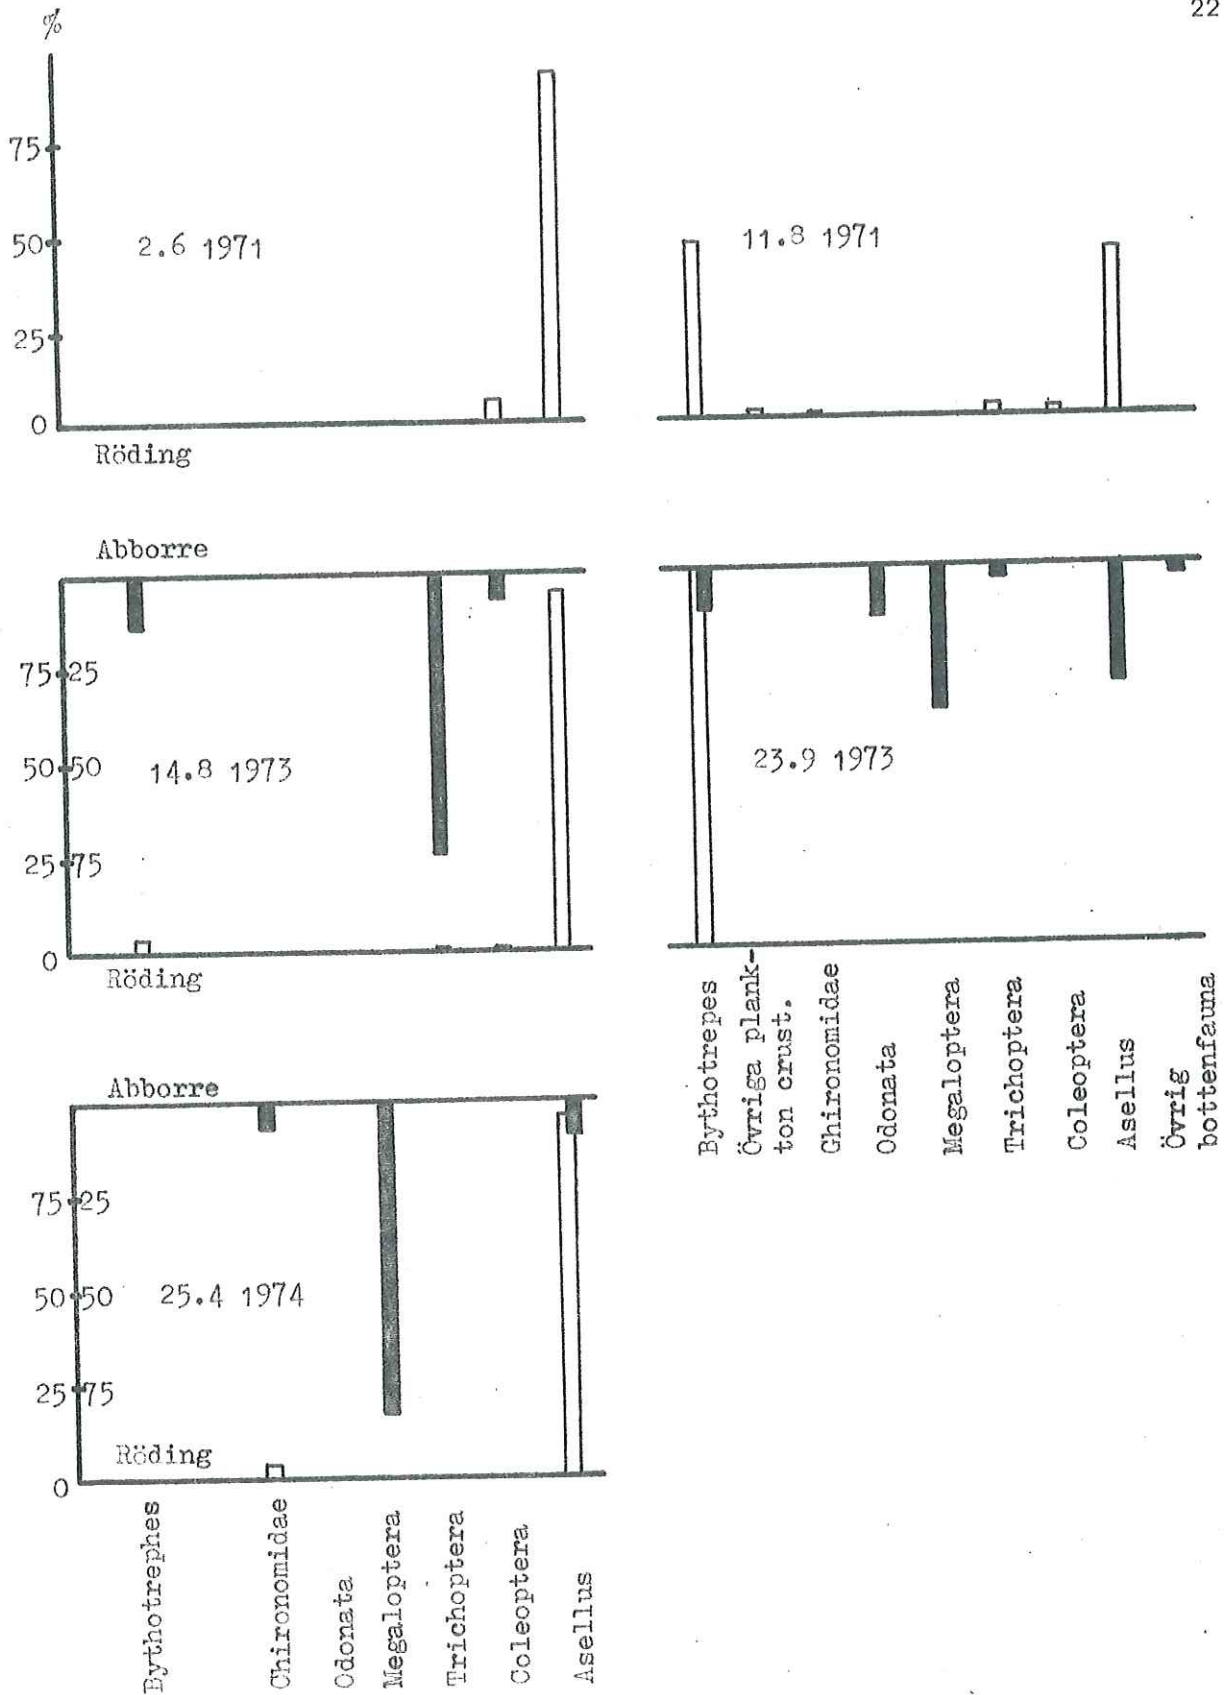 22
%
75
50
25
0
2.6 1971
11.8 1971
Röding
Abborre
75 25
50 50
25 75
0
14.8 1973
23.9 1973
Röding
Bythotrepes
Övriga plank-
ton crust.
Chironomidae
Odonata
Megaloptera
Trichoptera
Coleoptera
Asellus
Övrig
bottenfauna
Abborre
75 25
50 50
25 75
0
25.4 1974
Röding
Bythotrephes
Chironomidae
Odonata
Megaloptera
Trichoptera
Coleoptera
Asellus